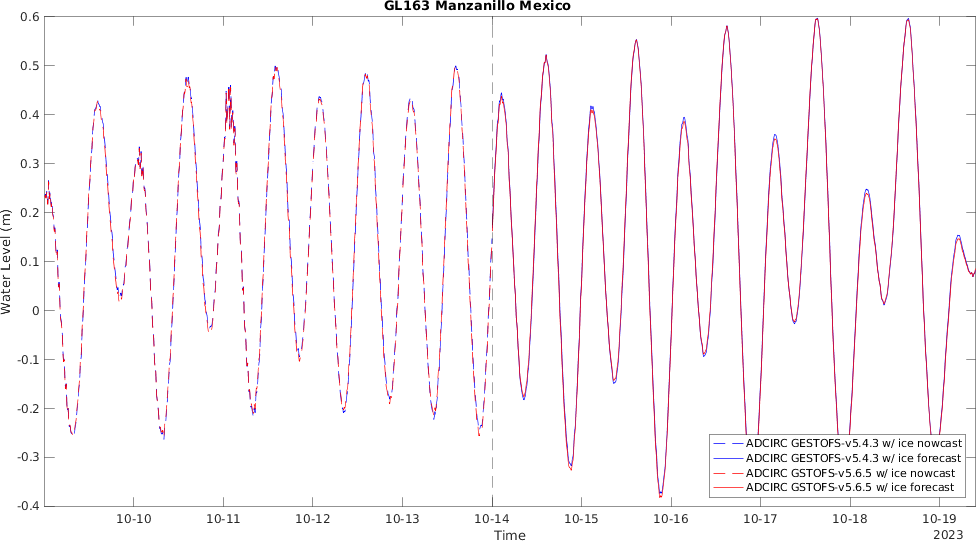 GL163 Manzanillo Mexico
0.6
0.5
0.4
0.3
0.2
0.1
0
-0.1
-0.2
-0.3
-0.4
Water Level (m)
ADCIRC GESTOFS-v5.4.3 w/ ice nowcast
ADCIRC GESTOFS-v5.4.3 w/ ice forecast
ADCIRC GSTOFS-v5.6.5 w/ ice nowcast
ADCIRC GSTOFS-v5.6.5 w/ ice forecast
10-10 10-11 10-12 10-13 10-14 10-15 10-16 10-17 10-18 10-19
Time
2023